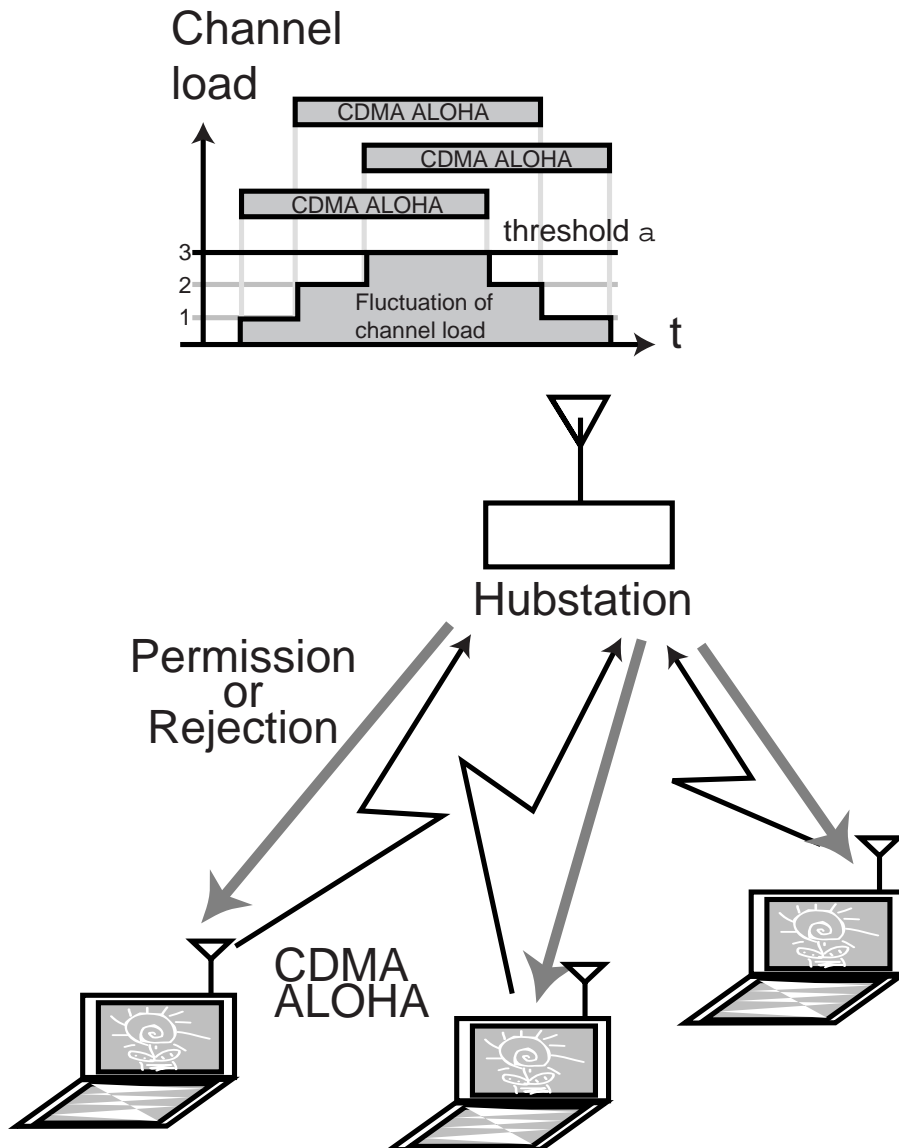 Channel
load
CDMA ALOHA
CDMA ALOHA
CDMA ALOHA
threshold a
3
2
1
Fluctuation of
channel load
t
Hubstation
Permission
or
Rejection
CDMA
ALOHA